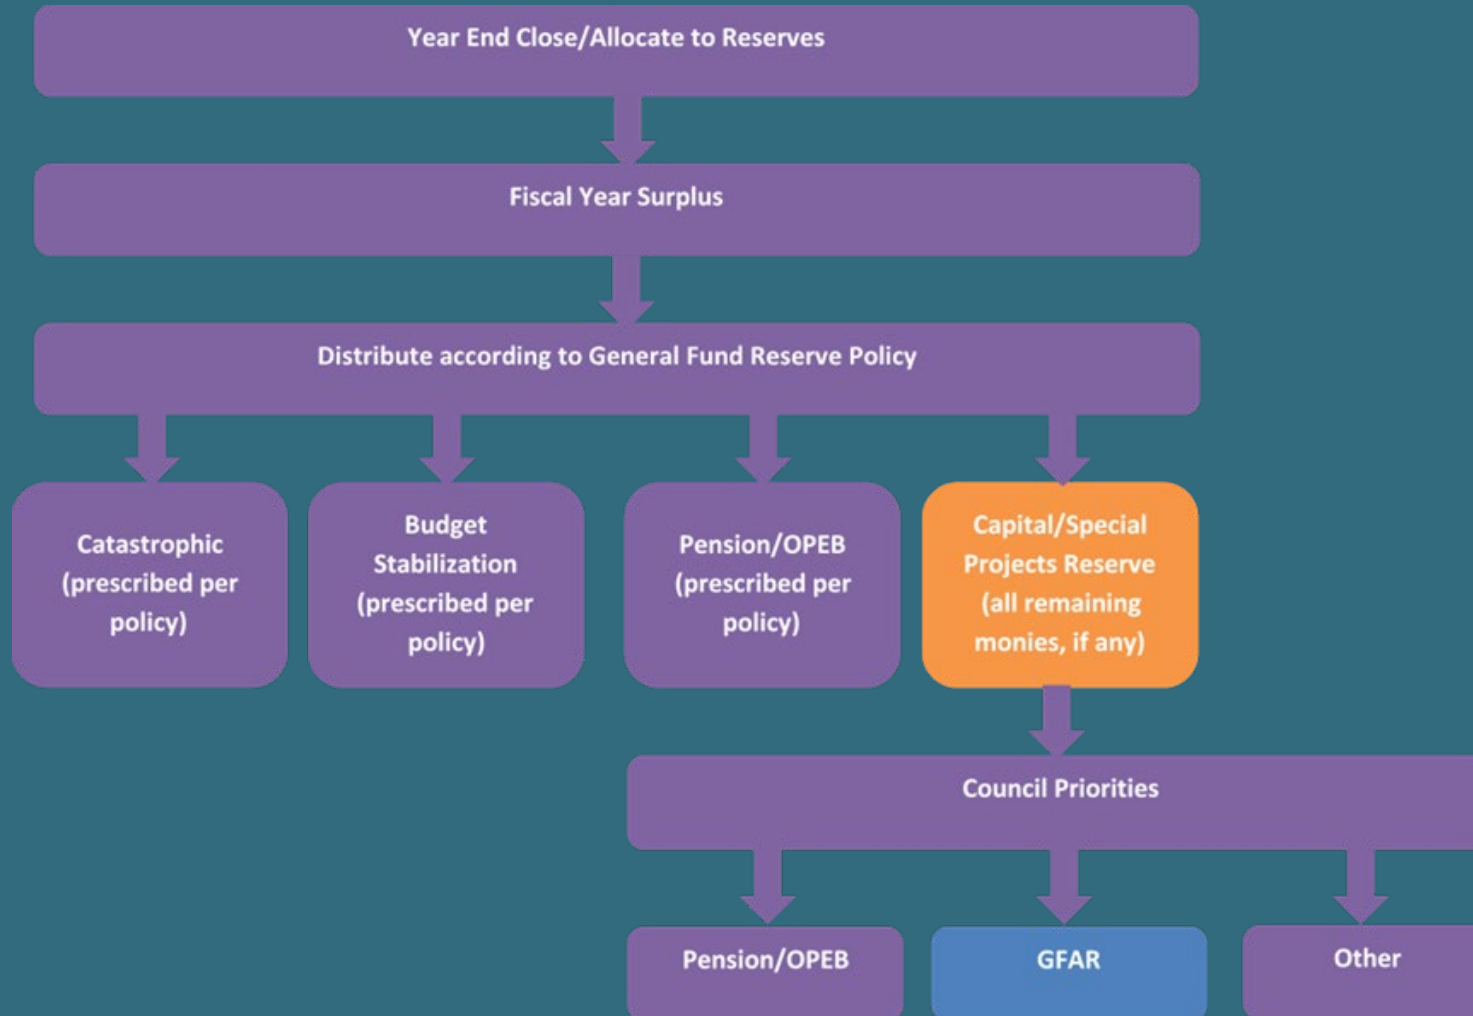 Year End Close/Allocate to Reserves
Fiscal Year Surplus
Distribute according to General Fund Reserve Policy
Catastrophic
(prescribed per
policy)
Budget
Stabilization
(prescribed per
policy)
Pension/OPEB
(prescribed per
policy)
Capital/Special
Projects Reserve
(all remaining
monies, if any)
Council Priorities
Pension/OPEB
GFAR
Other